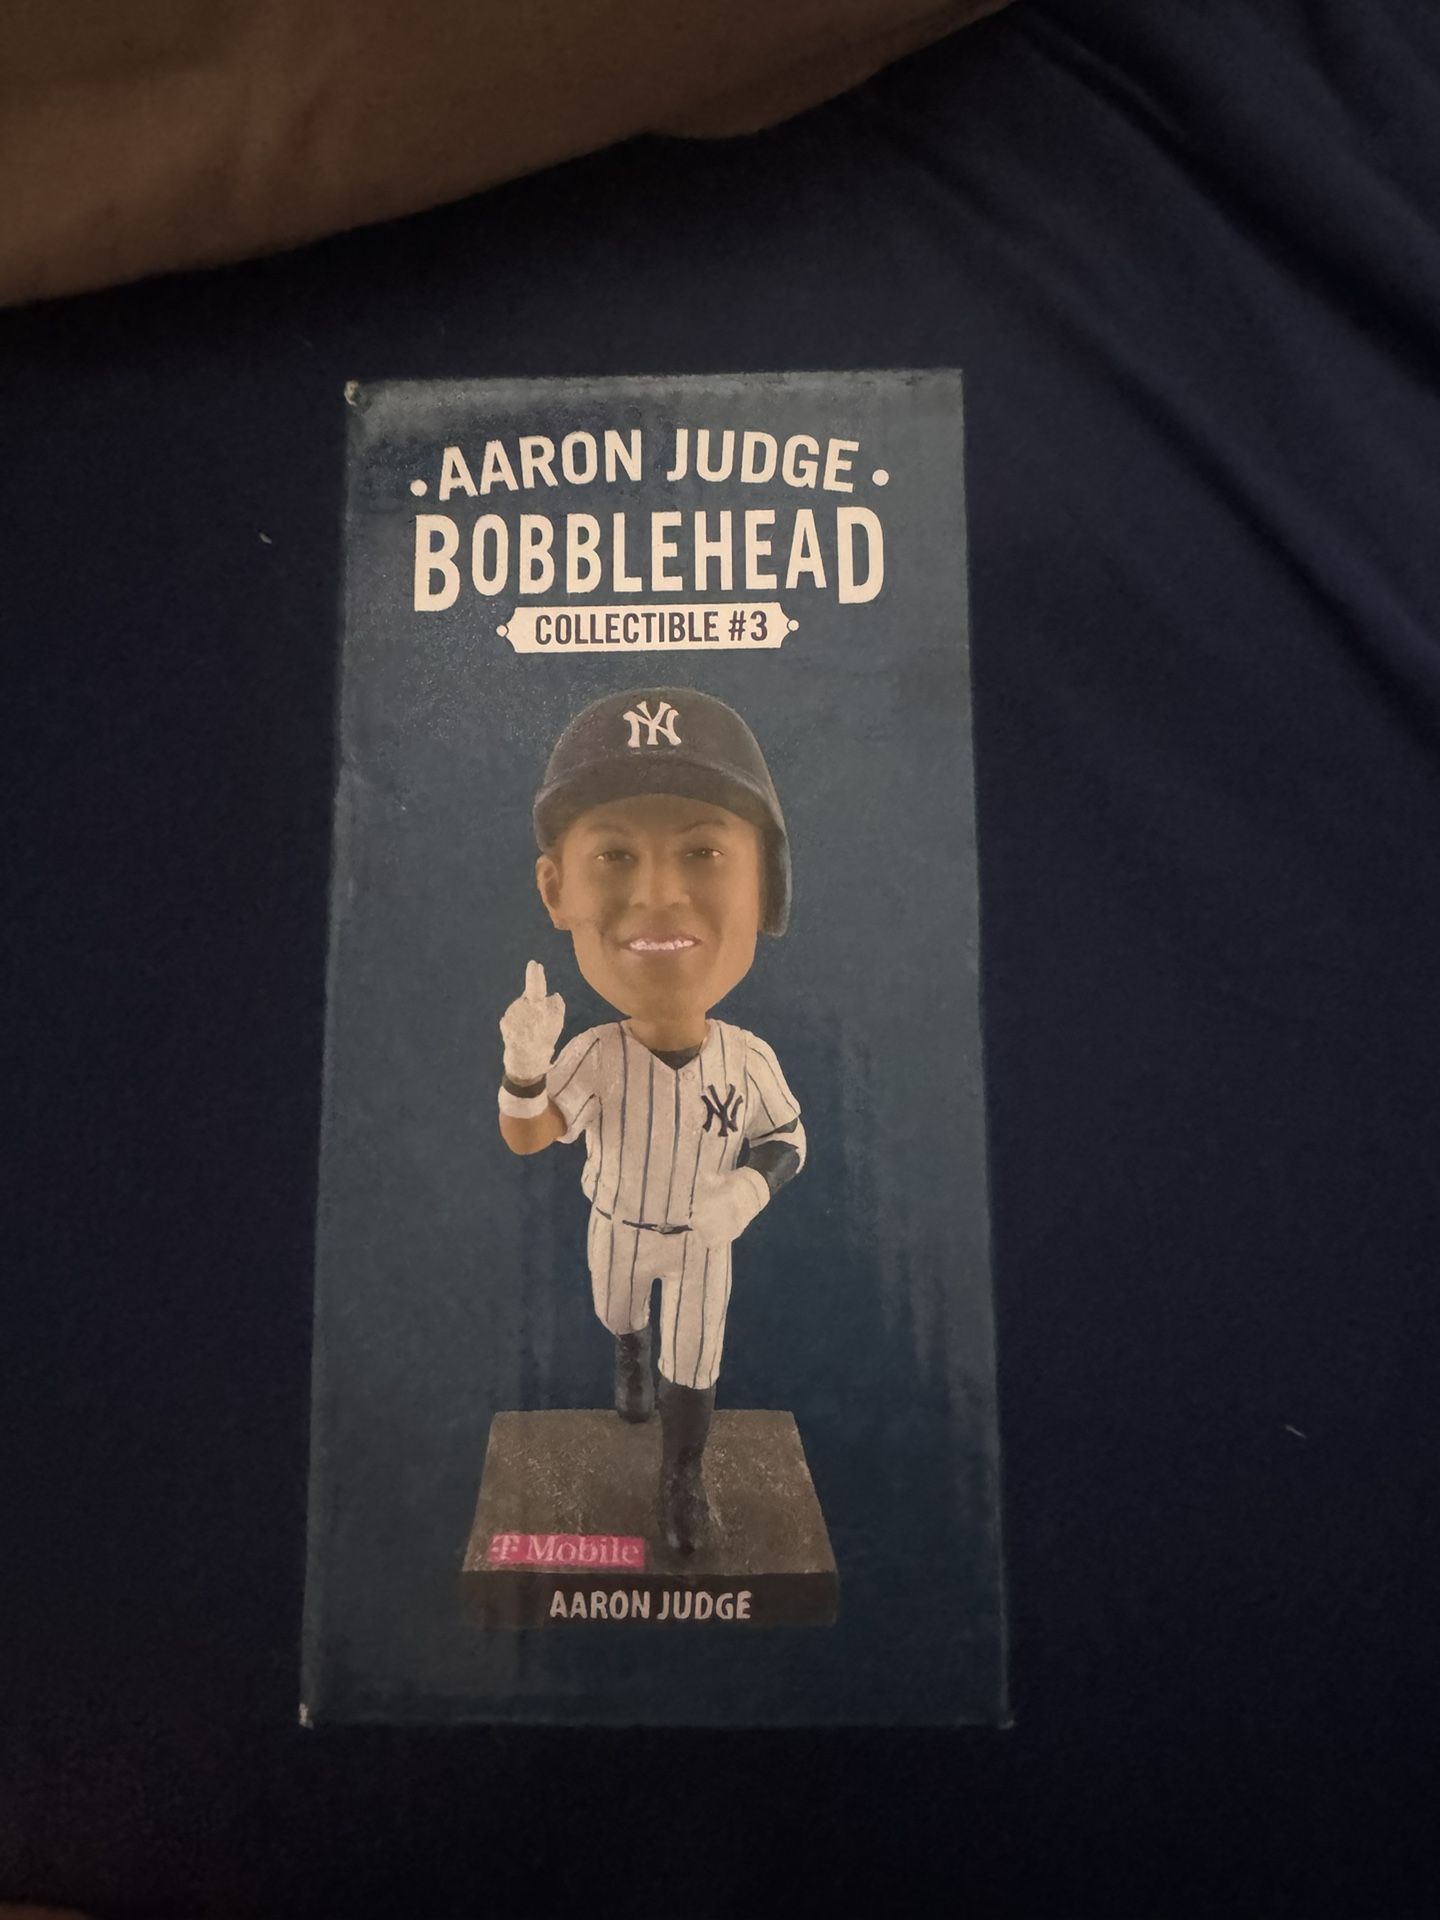 ·AARON JUDGE·
BOBBLEHEAD
COLLECTIBLE #3
NY
NY
T Mobile
AARON JUDGE